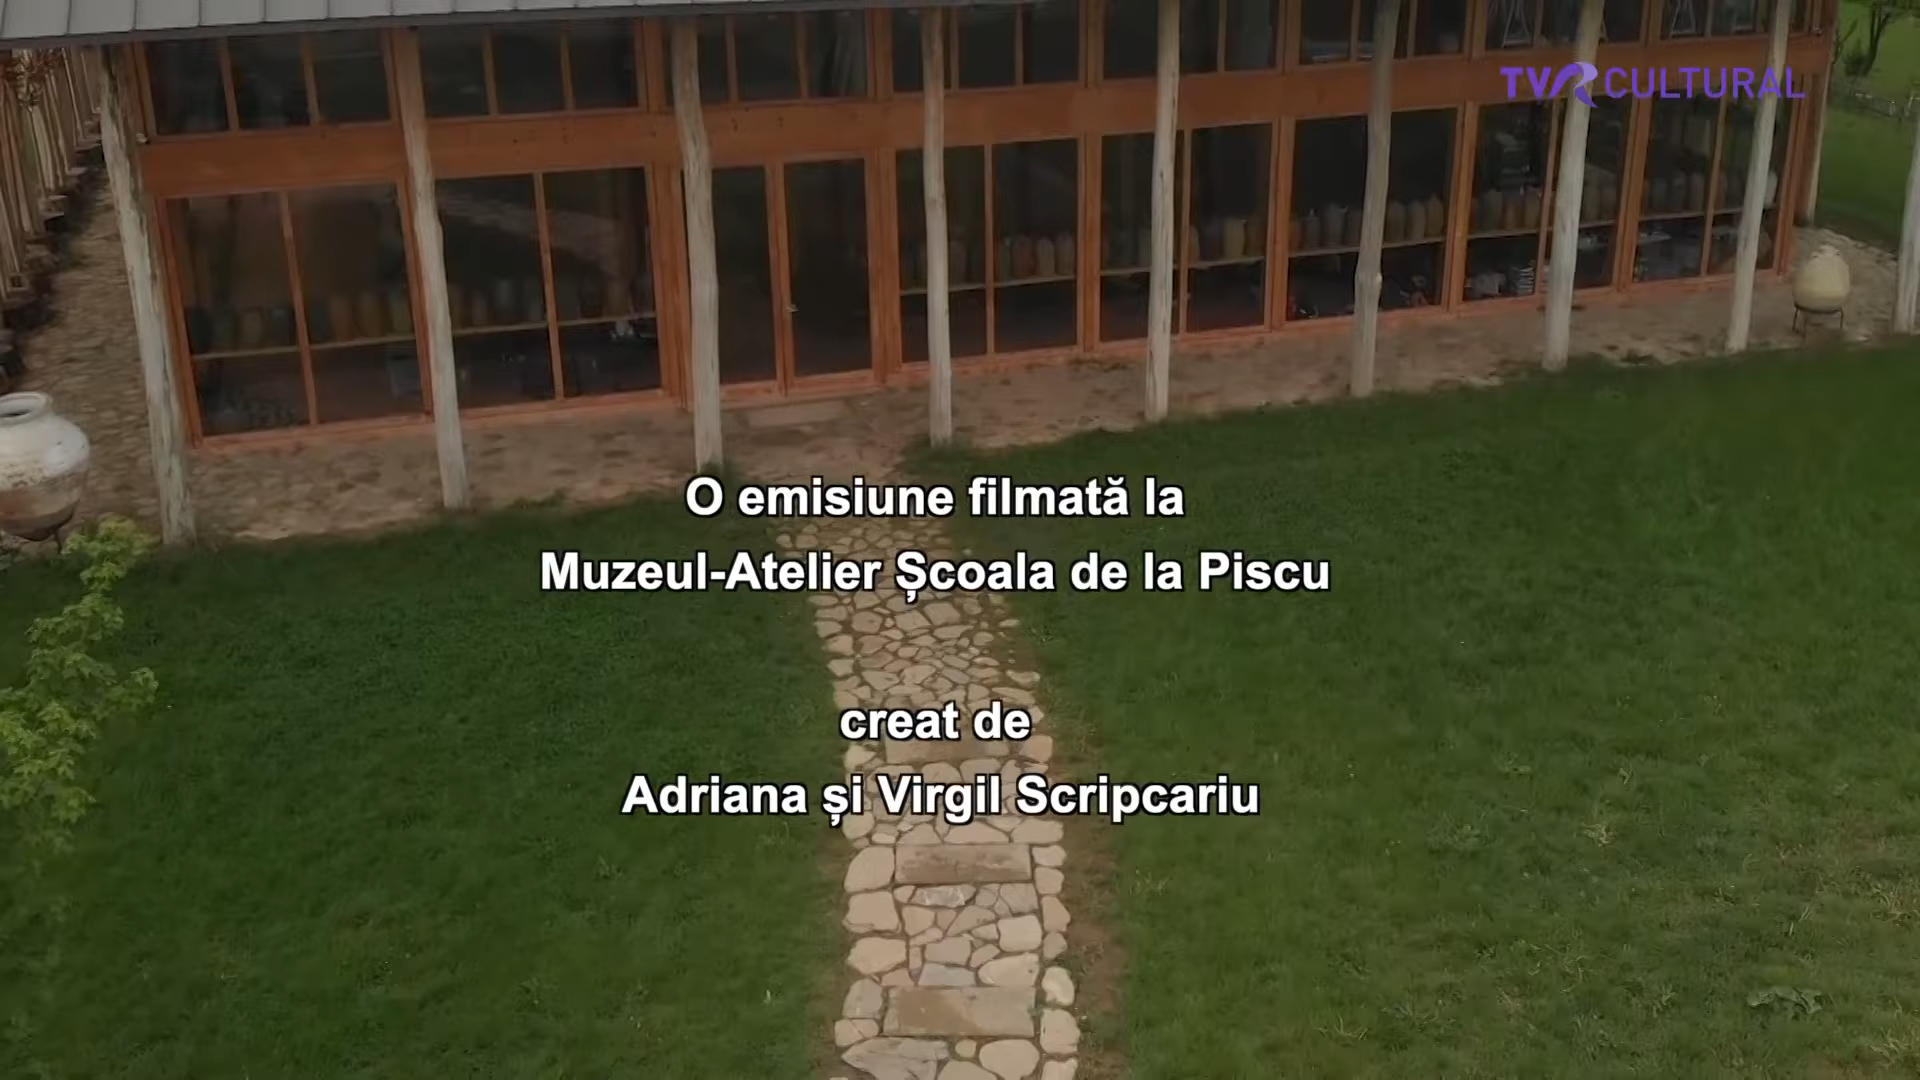 TVR CULTURAL
O emisiune filmată la
Muzeul-Atelier Școala de la Piscu
creat de
Adriana și Virgil Scripcariu